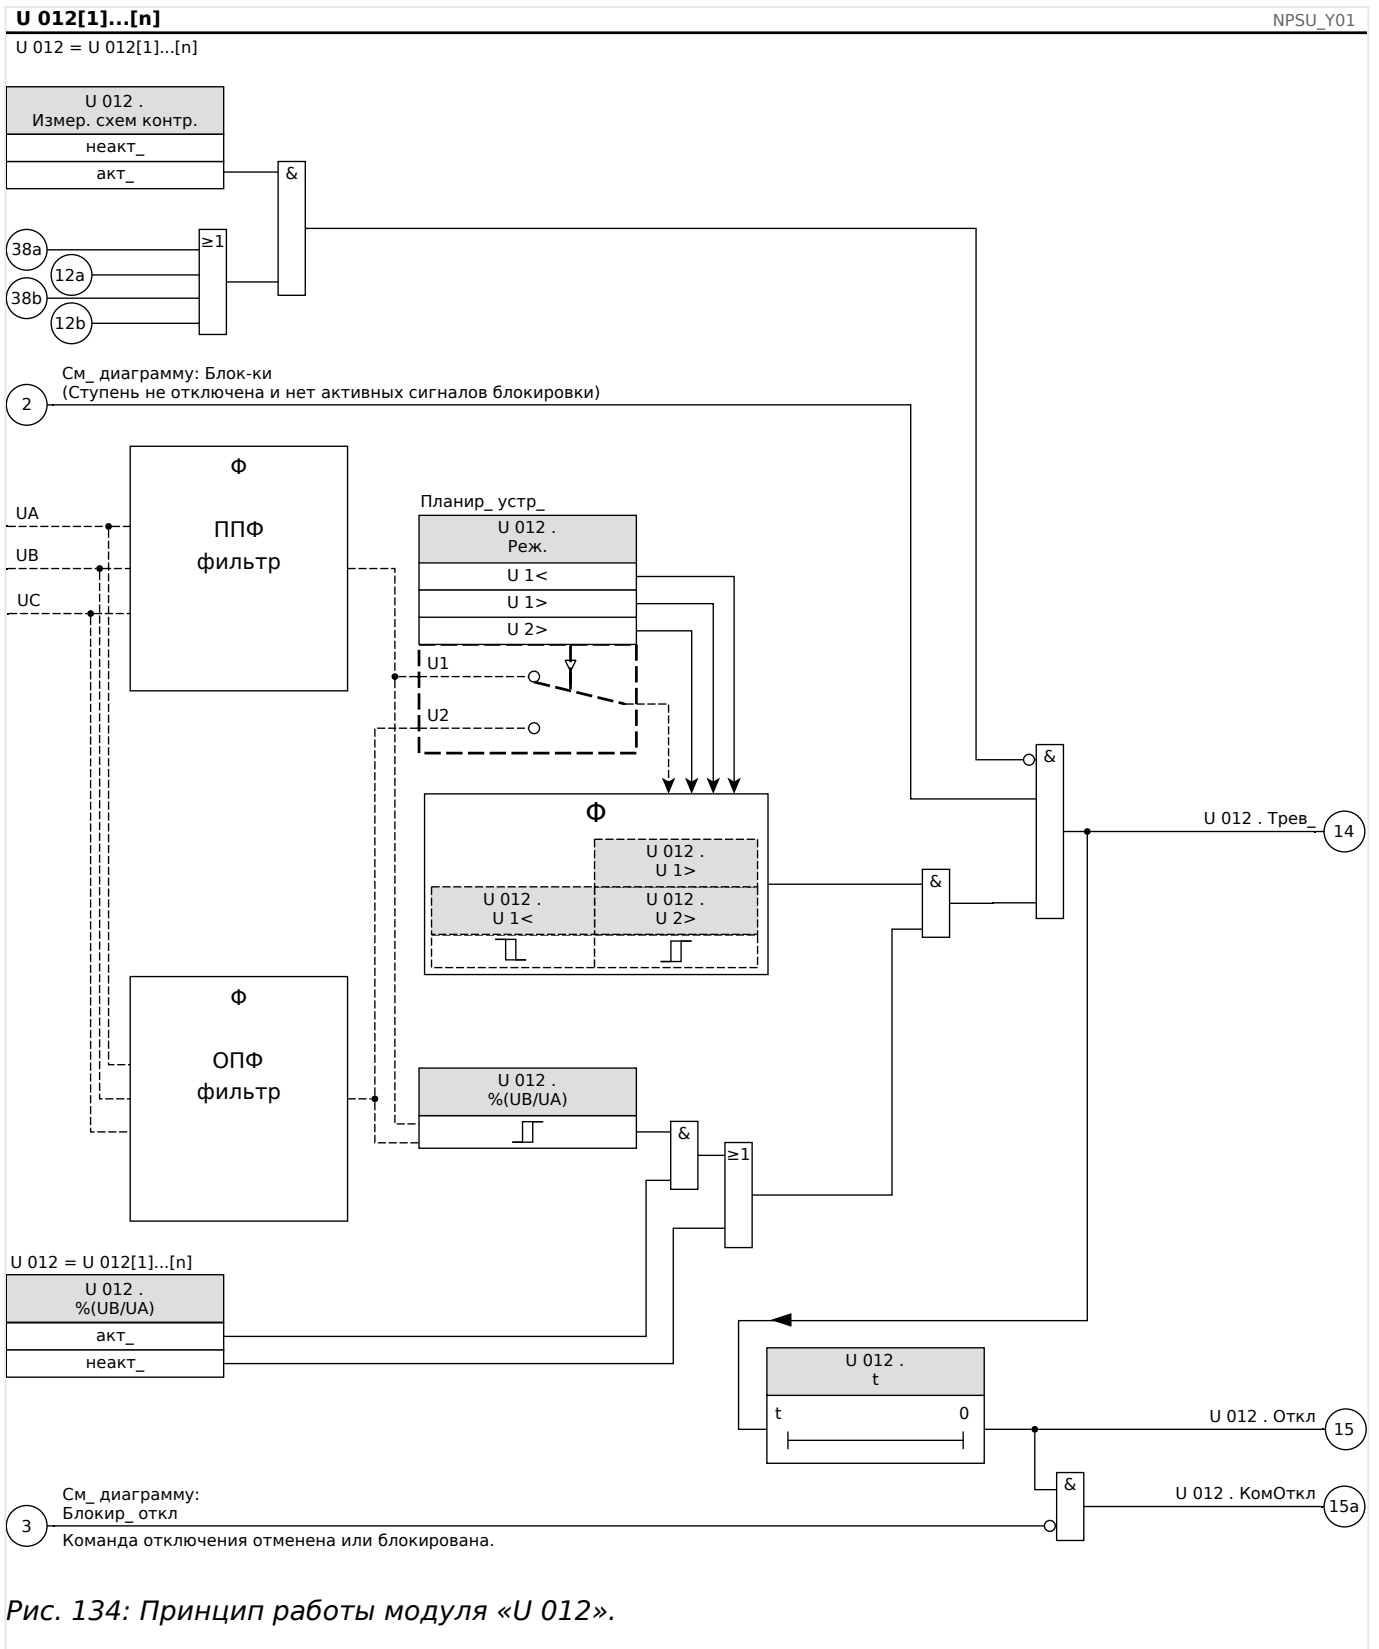 U 012[1]...[n]
NPSU_Y01
U 012 = U 012[1]...[n]
U 012 .
Измер. схем контр.
неакт_
акт_
&
38a
≥1
12a
38b
12b
См_ диаграмму: Блок-ки
(Ступень не отключена и нет активных сигналов блокировки)
2
Ф
ППФ
фильтр
UA
UB
UC
Планир_ устр_
U 012 .
Реж.
U 1<
U 1>
U 2>
U1
U2
&
Ф
U 012 .
U 1>
U 012 .
U 1<
U 012 .
U 2>
&
U 012 . Трев_
14
Ф
ОПФ
фильтр
U 012 .
%(UB/UA)
&
≥1
U 012 = U 012[1]...[n]
U 012 .
%(UB/UA)
акт_
неакт_
U 012 .
t
t
0
U 012 . Откл
15
&
U 012 . КомОткл
15a
См_ диаграмму:
Блокир_ откл
3
Команда отключения отменена или блокирована.
Рис. 134: Принцип работы модуля «U 012».